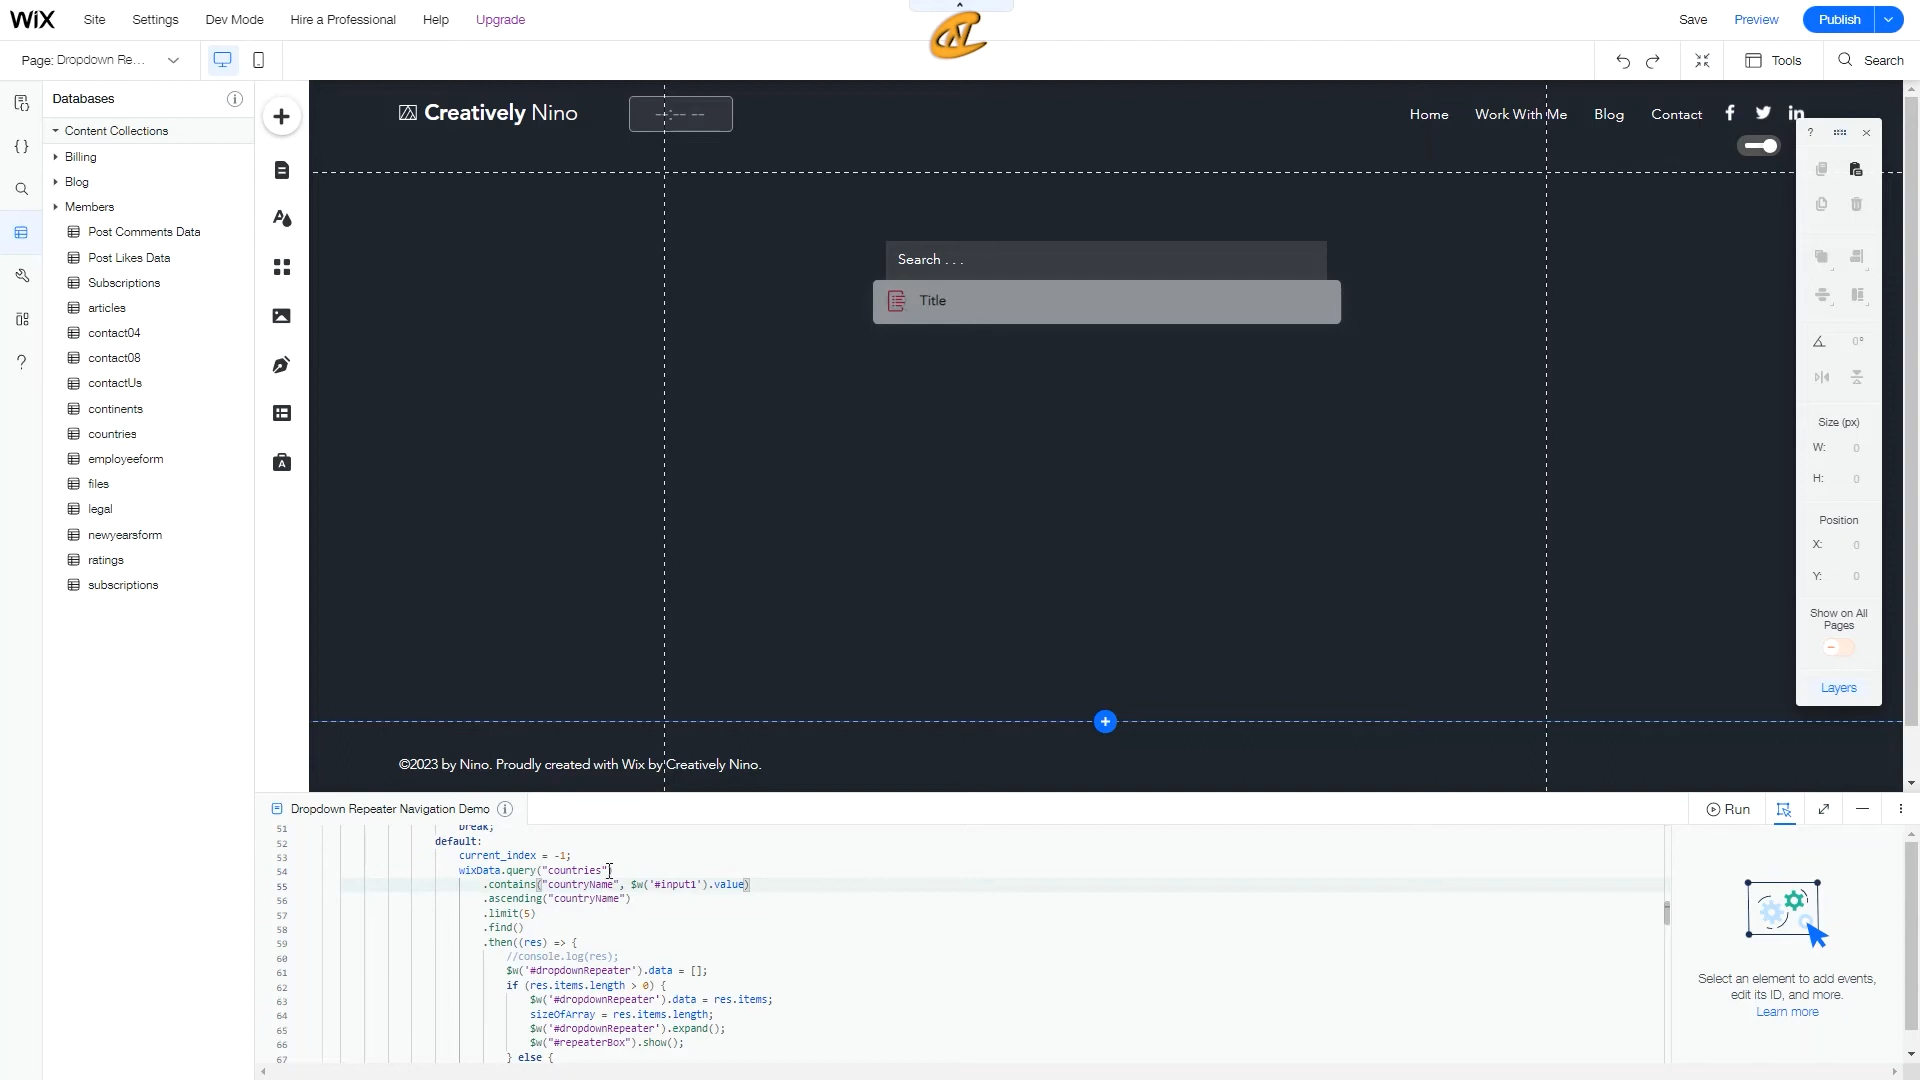 WiX
Site
Settings
Dev Mode
Hire a Professional
Help
Upgrade
Save
Preview
Publish
Page: Dropdown Re...
Tools
Search
Databases
Content Collections
Billing
Blog
Members
Post Comments Data
Post Likes Data
Subscriptions
articles
contact04
contact08
contactUs
continents
countries
employeeform
files
legal
newyearsform
ratings
subscriptions
Creatively Nino
--:-- --
Home
Work With Me
Blog
Contact
Search . . .
Title
©2023 by Nino. Proudly created with Wix by Creatively Nino.
Size (px)
W: 0
H: 0
Position
X: 0
Y: 0
Show on All
Pages
Layers
0°
Dropdown Repeater Navigation Demo
Run
51 break;
52 default:
53 current_index = -1;
54 wixData.query("countries")
55 .contains("countryName", $w('#input1').value)
56 .ascending("countryName")
57 .limit(5)
58 .find()
59 .then((res) => {
60 //console.log(res);
61 $w('#dropdownRepeater').data = [];
62 if (res.items.length > 0) {
63 $w('#dropdownRepeater').data = res.items;
64 sizeOfArray = res.items.length;
65 $w('#dropdownRepeater').expand();
66 $w("#repeaterBox").show();
67 } else {
Select an element to add events,
edit its ID, and more.
Learn more